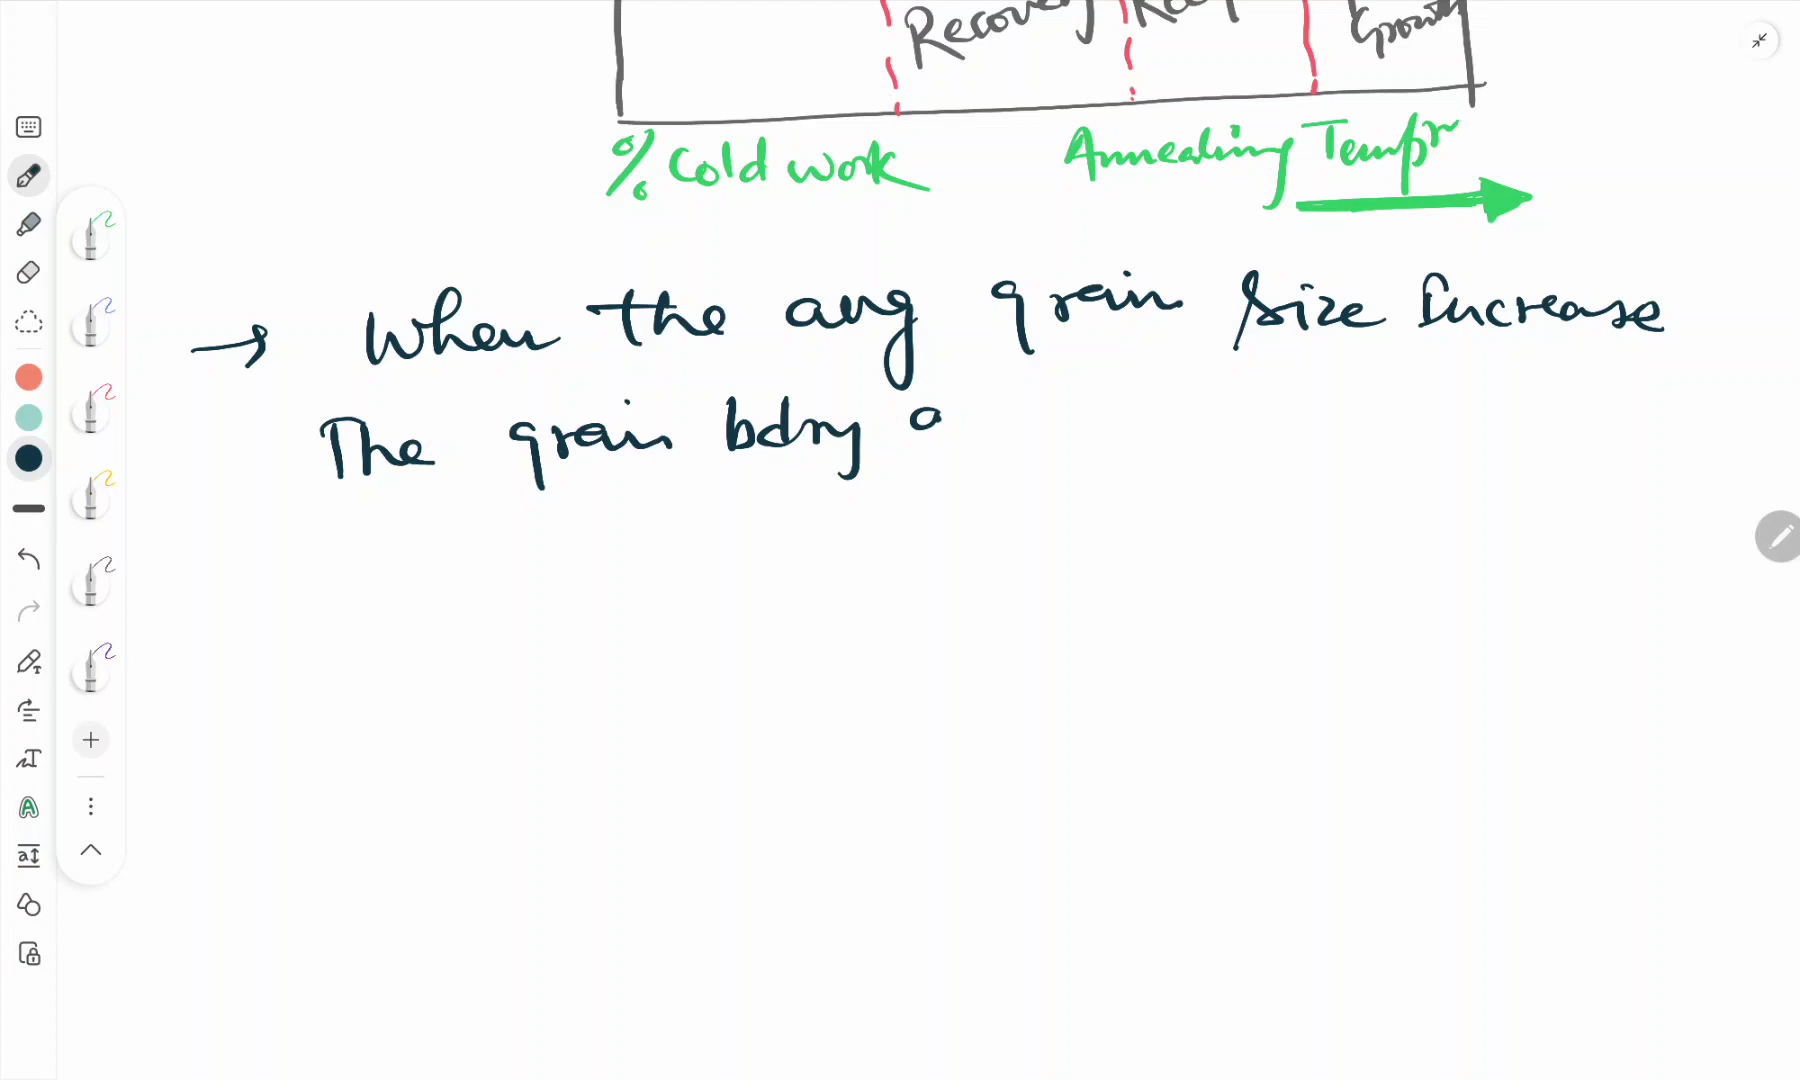 Recovery Growth
% Cold work Annealing Tempr
→ When the avg grain size Increase
The grain bdry a